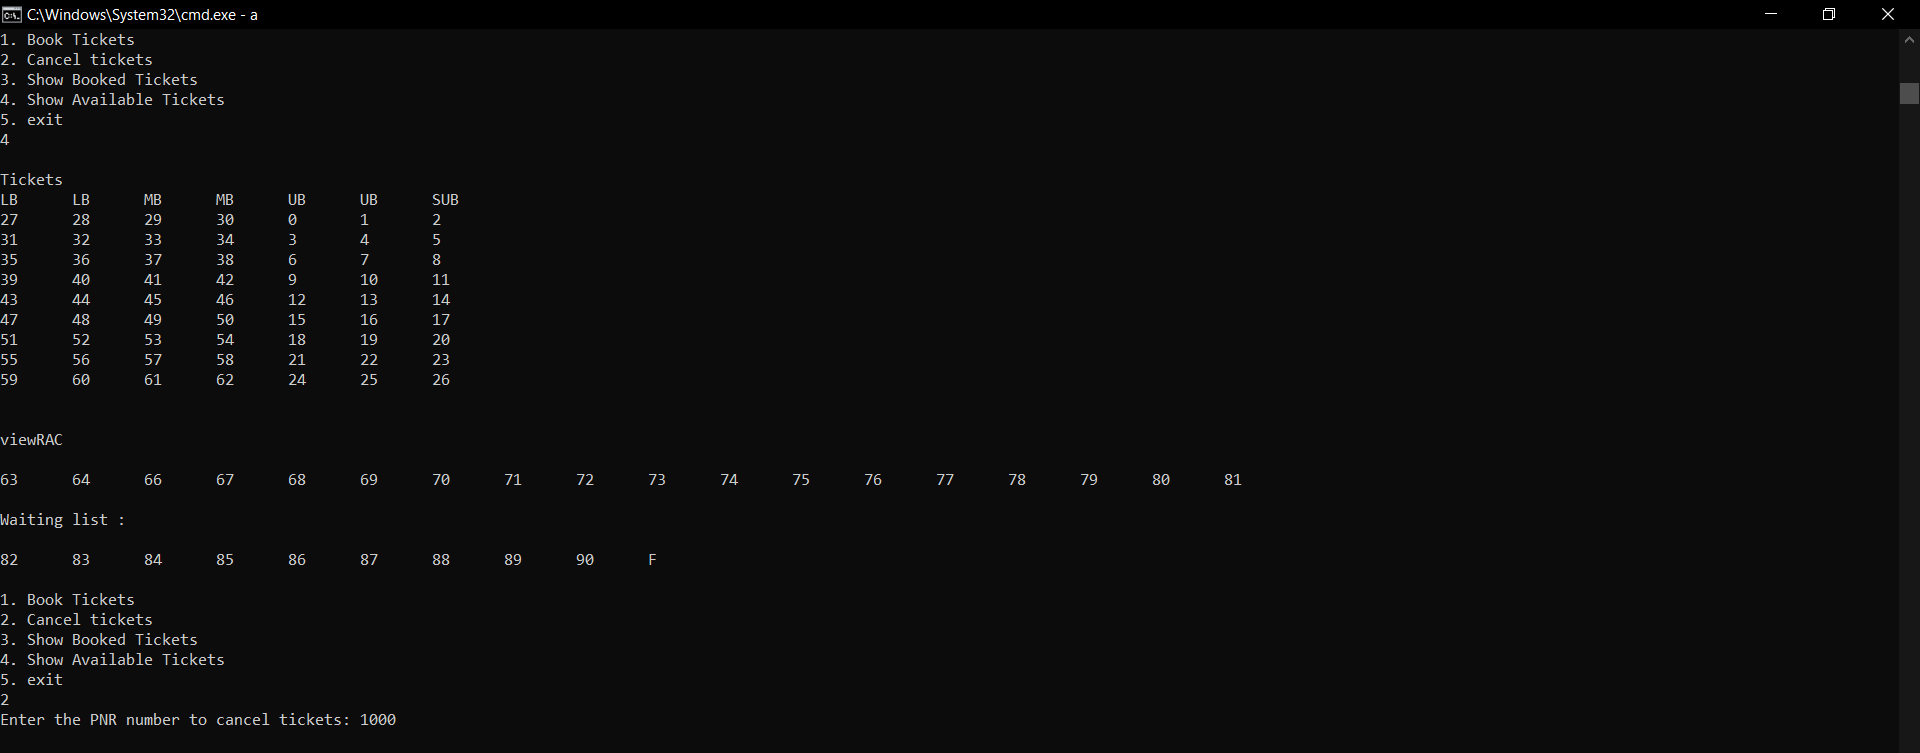 C:\Windows\System32\cmd.exe - a
1. Book Tickets
2. Cancel tickets
3. Show Booked Tickets
4. Show Available Tickets
5. exit
4
Tickets
LB LB MB MB UB UB SUB
27 28 29 30 0 1 2
31 32 33 34 3 4 5
35 36 37 38 6 7 8
39 40 41 42 9 10 11
43 44 45 46 12 13 14
47 48 49 50 15 16 17
51 52 53 54 18 19 20
55 56 57 58 21 22 23
59 60 61 62 24 25 26
viewRAC
63 64 66 67 68 69 70 71 72 73 74 75 76 77 78 79 80 81
Waiting list :
82 83 84 85 86 87 88 89 90 F
1. Book Tickets
2. Cancel tickets
3. Show Booked Tickets
4. Show Available Tickets
5. exit
2
Enter the PNR number to cancel tickets: 1000